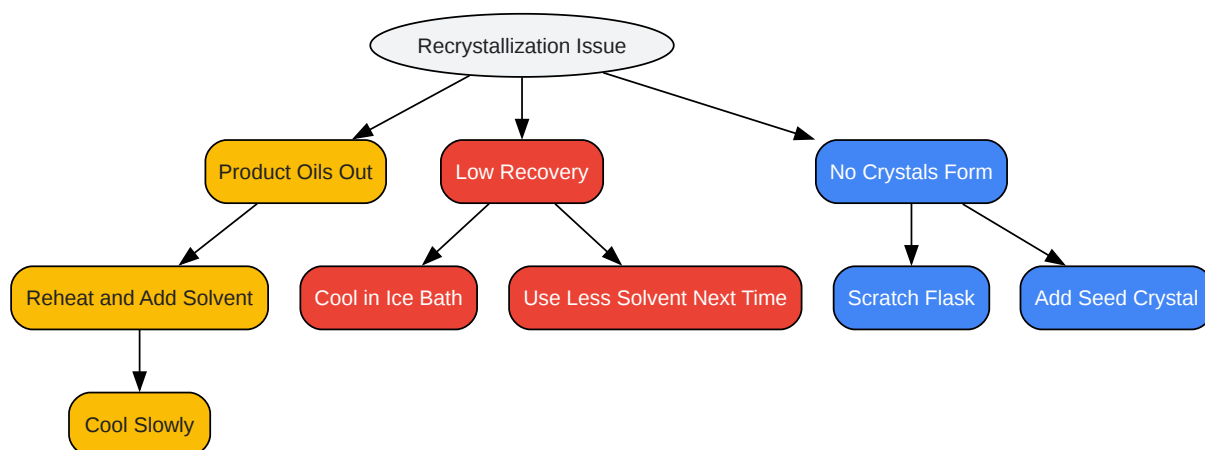 Recrystallization Issue
Product Oils Out
Low Recovery
No Crystals Form
Reheat and Add Solvent
Cool in Ice Bath
Use Less Solvent Next Time
Scratch Flask
Add Seed Crystal
Cool Slowly